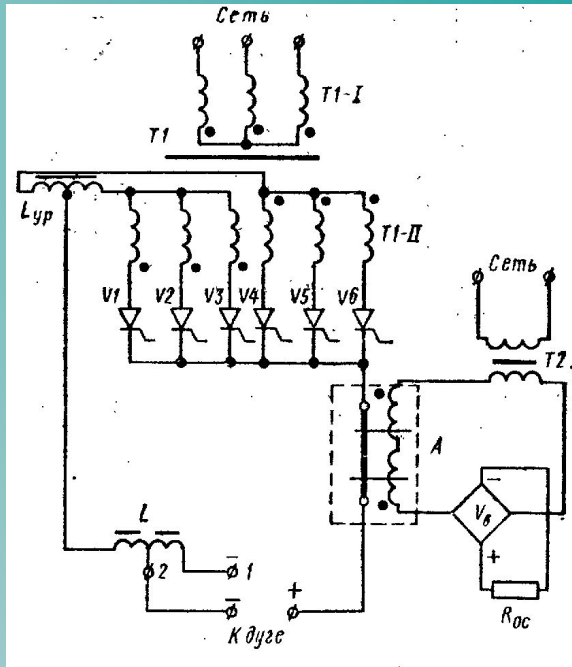 Сеть
T1-I
T1
Lур
T1-II
V1 V2 V3 V4 V5 V6
Сеть
T2
A
L
Vв
−
+
Rос
2
− 1
− +
К дуге